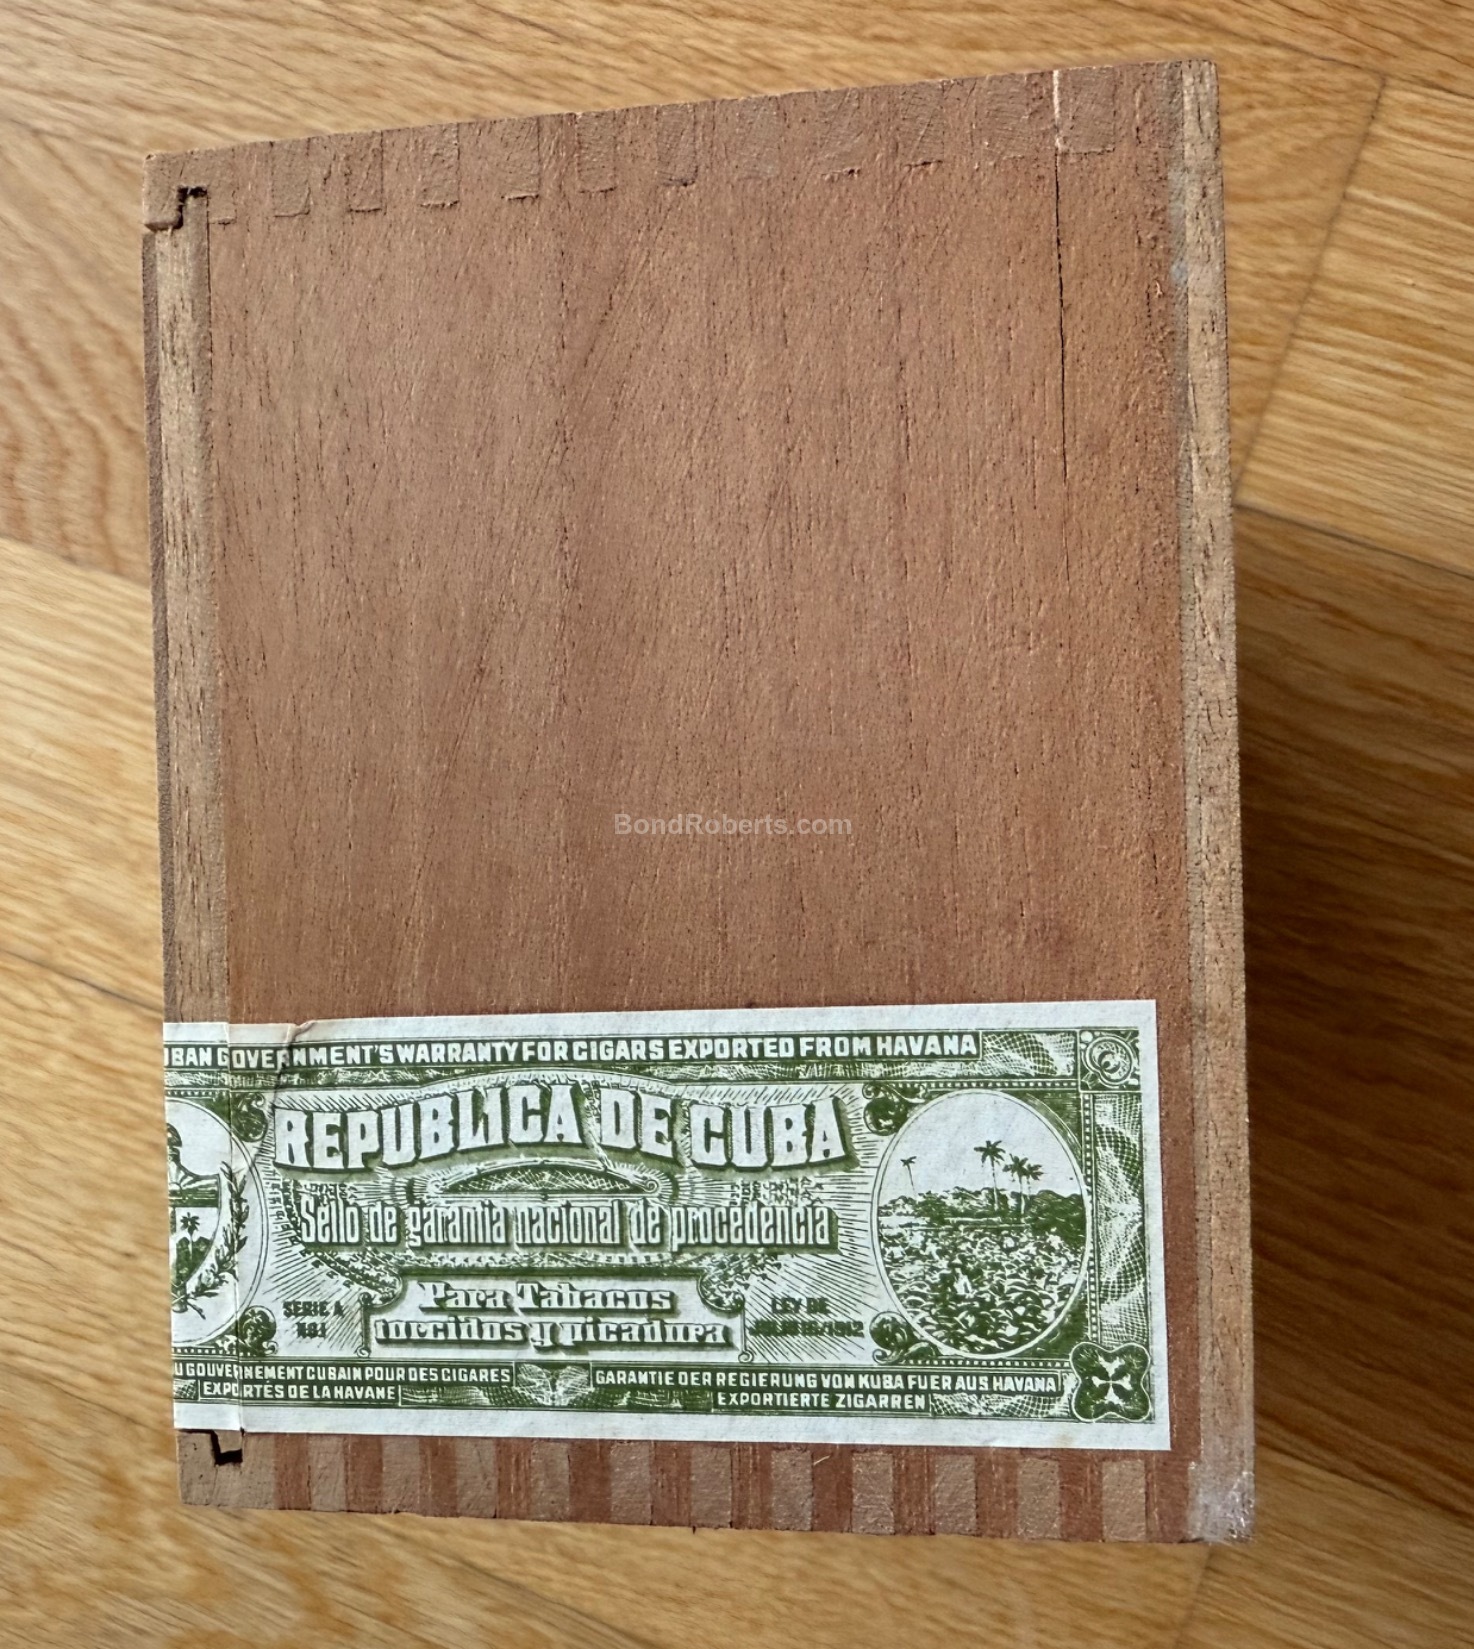 BondRoberts.com
BAN GOVERNMENT'S WARRANTY FOR CIGARS EXPORTED FROM HAVANA
REPUBLICA DE CUBA
Sello de garantia nacional de procedencia
Para Tabacos
torcidos y picadura
SERIE A
LEY DE
U GOUVERNEMENT CUBAIN POUR DES CIGARES
EXPORTÉS DE LA HAVANE
GARANTIE DER REGIERUNG VON KUBA FUER AUS HAVANA
EXPORTIERTE ZIGARREN